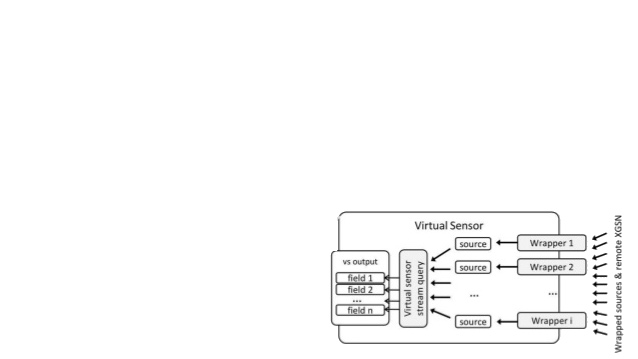 Virtual Sensor
vs output
field 1
field 2
...
field n
Virtual sensor
stream query
source
source
...
source
Wrapper 1
Wrapper 2
...
Wrapper i
Wrapped sources & remote XGSN